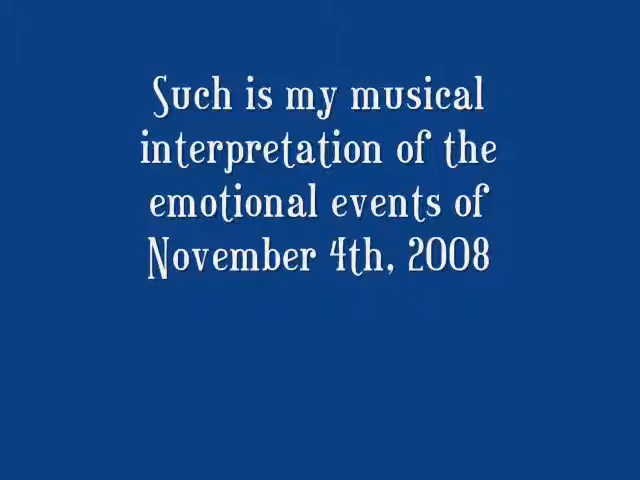 Such is my musical
interpretation of the
emotional events of
November 4th, 2008